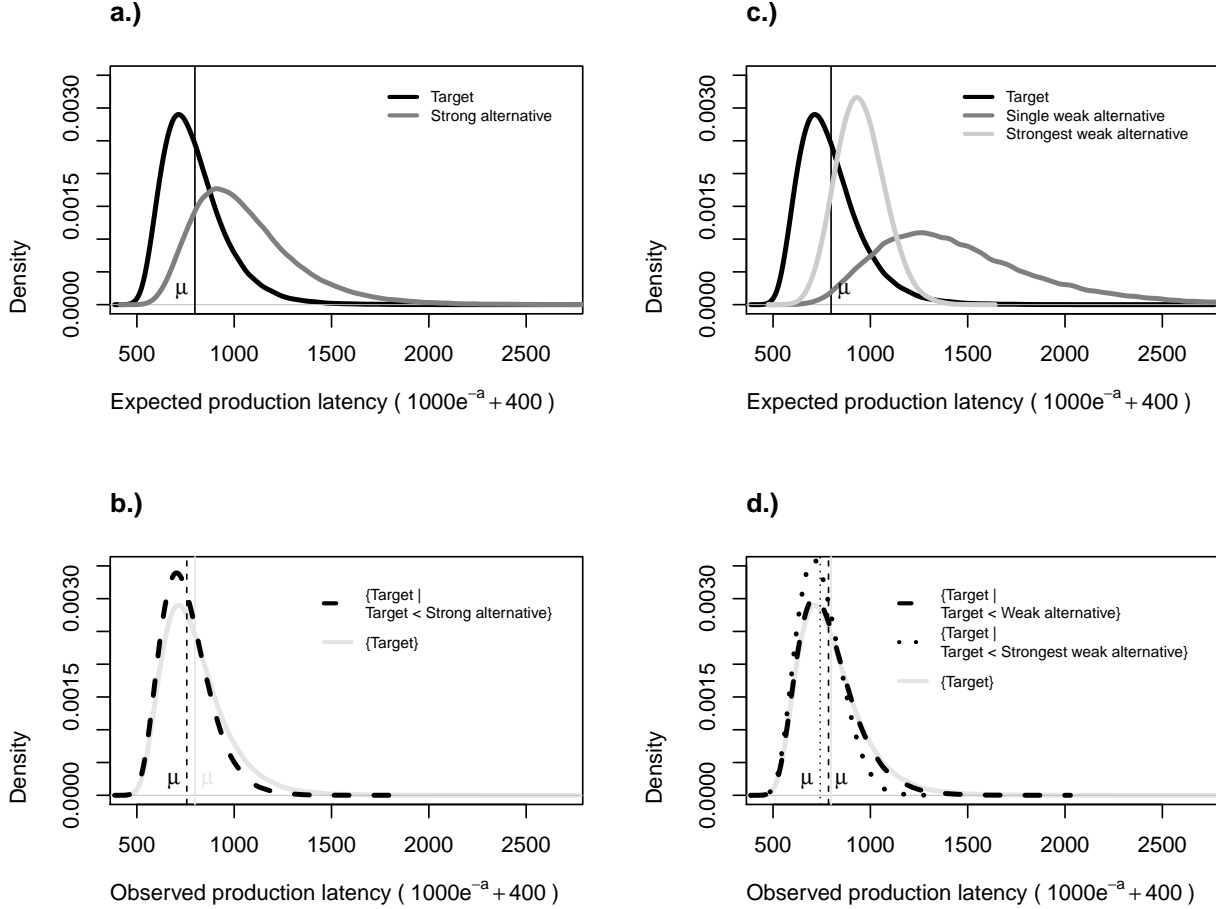 a.)
Density
0.0000
0.0015
0.0030
Target
Strong alternative
μ
500 1000 1500 2000 2500
Expected production latency ( 1000e⁻ᵃ + 400 )
c.)
Density
0.0000
0.0015
0.0030
Target
Single weak alternative
Strongest weak alternative
μ
500 1000 1500 2000 2500
Expected production latency ( 1000e⁻ᵃ + 400 )
b.)
Density
0.0000
0.0015
0.0030
{Target |
Target < Strong alternative}
{Target}
μ μ
500 1000 1500 2000 2500
Observed production latency ( 1000e⁻ᵃ + 400 )
d.)
Density
0.0000
0.0015
0.0030
{Target |
Target < Weak alternative}
{Target |
Target < Strongest weak alternative}
{Target}
μ μ
500 1000 1500 2000 2500
Observed production latency ( 1000e⁻ᵃ + 400 )